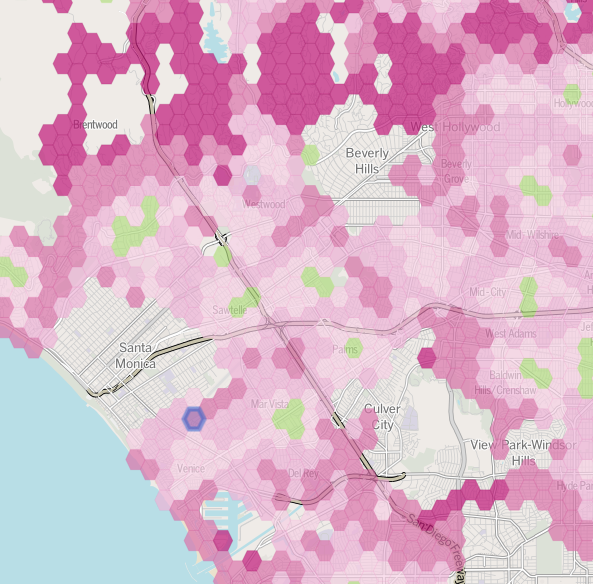 Hollywood
Brentwood
West Hollywood
Beverly
Hills
Beverly
Grove
Westwood
Mid-Wilshire
Mid-City
Sawtelle
West Adams
Santa
Monica
Palms
Baldwin
Hills/Crenshaw
Mar Vista
Culver
City
View Park-Windsor
Hills
Venice
Del Rey
Hyde Park
San Diego Freeway